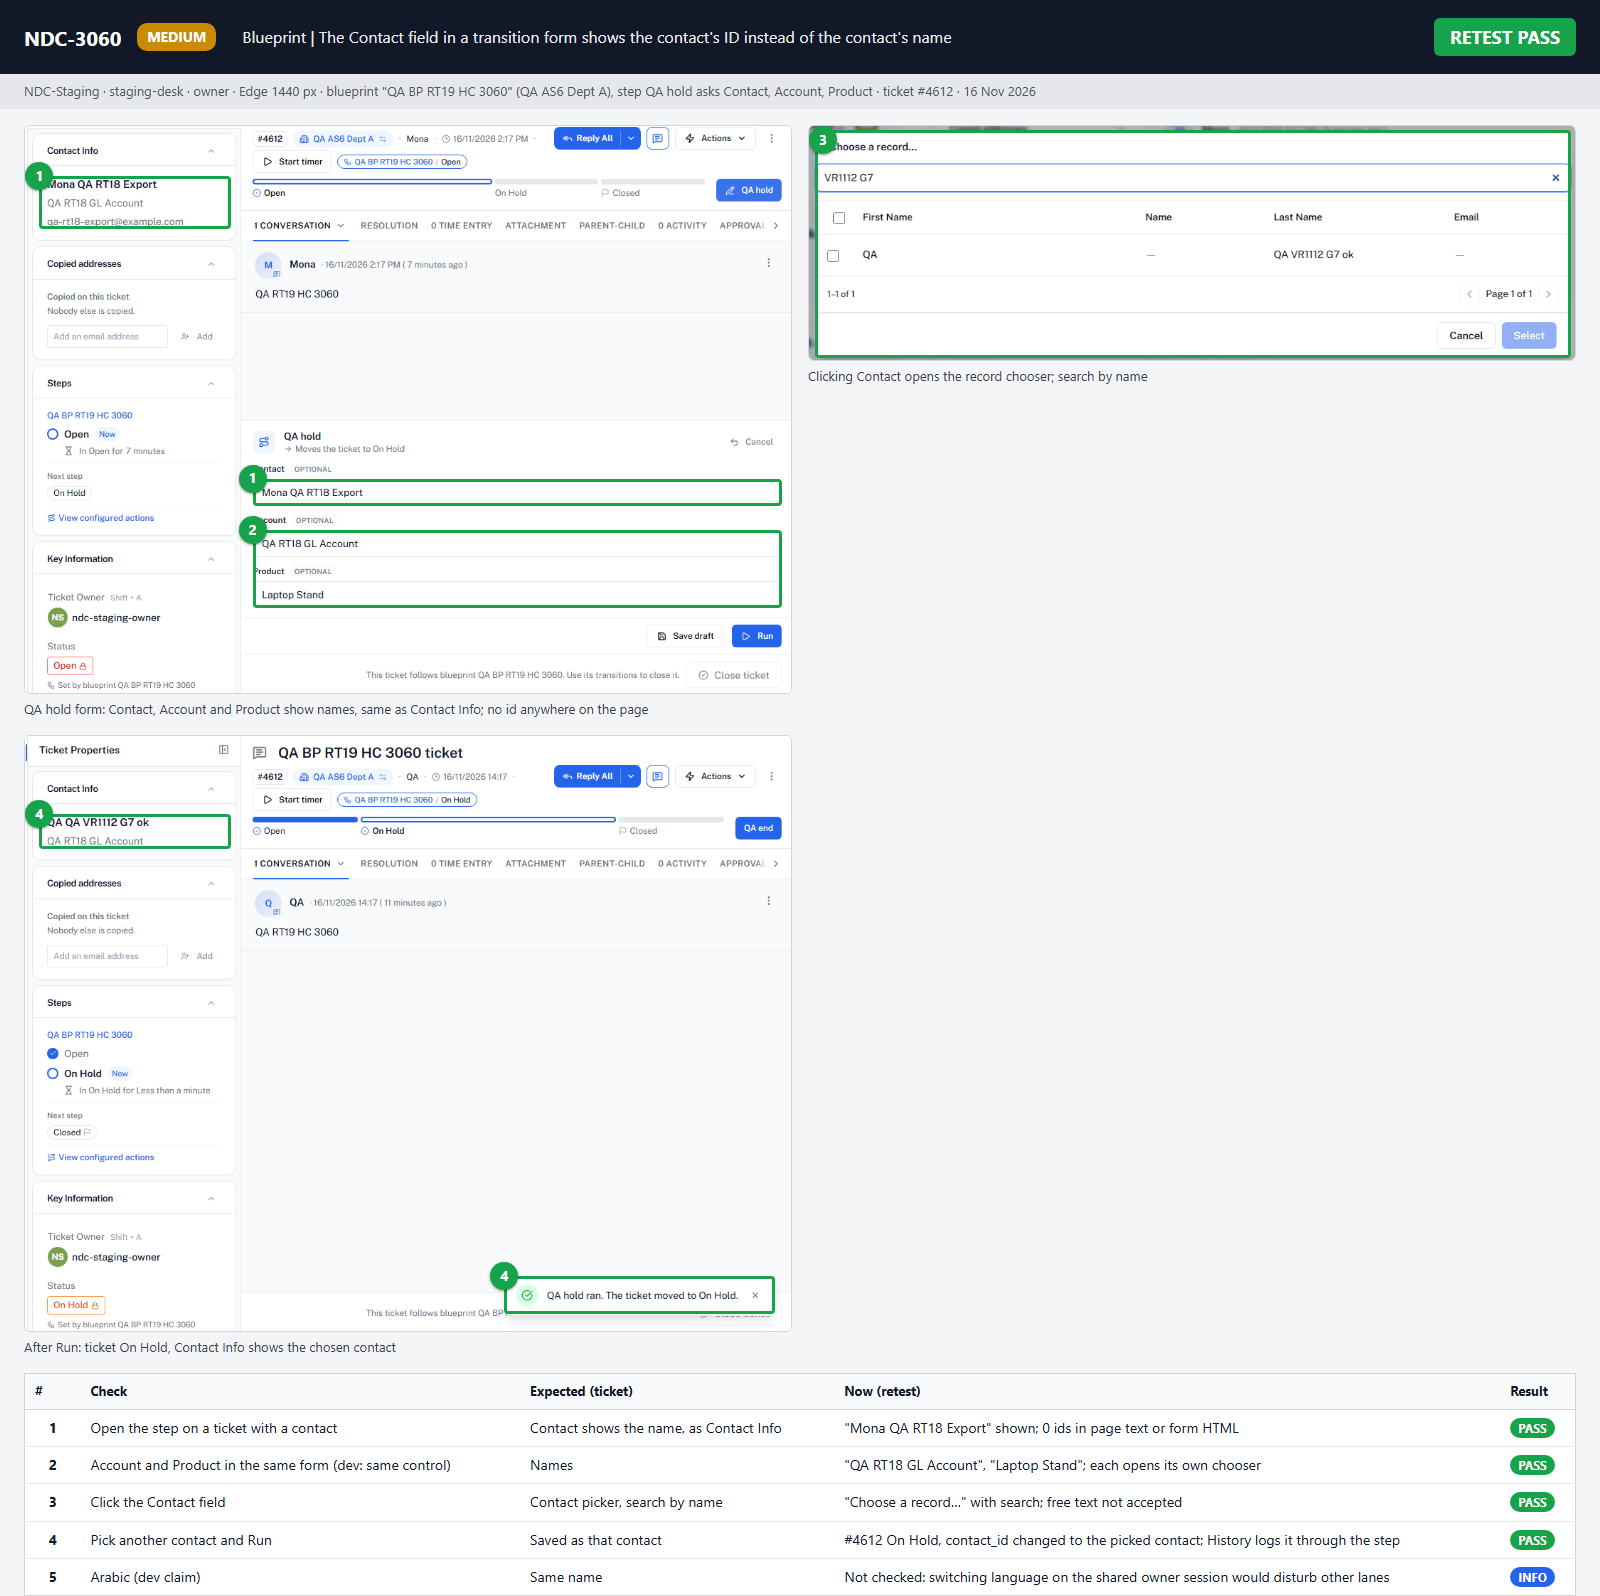 NDC-3060 MEDIUM Blueprint | The Contact field in a transition form shows the contact's ID instead of the contact's name RETEST PASS
NDC-Staging · staging-desk · owner · Edge 1440 px · blueprint "QA BP RT19 HC 3060" (QA AS6 Dept A), step QA hold asks Contact, Account, Product · ticket #4612 · 16 Nov 2026
Contact Info
1
Mona QA RT18 Export
QA RT18 GL Account
qa-rt18-export@example.com
Copied addresses
Copied on this ticket
Nobody else is copied.
Add an email address Add
Steps
QA BP RT19 HC 3060
Open Now
In Open for 7 minutes
Next step
On Hold
View configured actions
Key Information
Ticket Owner Shift + A
NS ndc-staging-owner
Status
Open
Set by blueprint QA BP RT19 HC 3060
#4612 QA AS6 Dept A · Mona · 16/11/2026 2:17 PM · Reply All Actions
Start timer QA BP RT19 HC 3060 / Open
Open On Hold Closed QA hold
1 CONVERSATION RESOLUTION 0 TIME ENTRY ATTACHMENT PARENT-CHILD 0 ACTIVITY APPROVAL
M Mona · 16/11/2026 2:17 PM ( 7 minutes ago )
QA RT19 HC 3060
QA hold
→ Moves the ticket to On Hold Cancel
1 ntact OPTIONAL
Mona QA RT18 Export
2 count OPTIONAL
QA RT18 GL Account
Product OPTIONAL
Laptop Stand
Save draft Run
This ticket follows blueprint QA BP RT19 HC 3060. Use its transitions to close it. Close ticket
QA hold form: Contact, Account and Product show names, same as Contact Info; no id anywhere on the page
3 hoose a record...
VR1112 G7 ×
First Name Name Last Name Email
QA — QA VR1112 G7 ok —
1-1 of 1 Page 1 of 1
Cancel Select
Clicking Contact opens the record chooser; search by name
Ticket Properties
Contact Info
4
QA QA VR1112 G7 ok
QA RT18 GL Account
Copied addresses
Copied on this ticket
Nobody else is copied.
Add an email address Add
Steps
QA BP RT19 HC 3060
Open
On Hold Now
In On Hold for Less than a minute
Next step
Closed
View configured actions
Key Information
Ticket Owner Shift + A
NS ndc-staging-owner
Status
On Hold
Set by blueprint QA BP RT19 HC 3060
QA BP RT19 HC 3060 ticket
#4612 QA AS6 Dept A · QA · 16/11/2026 14:17 · Reply All Actions
Start timer QA BP RT19 HC 3060 / On Hold
Open On Hold Closed QA end
1 CONVERSATION RESOLUTION 0 TIME ENTRY ATTACHMENT PARENT-CHILD 0 ACTIVITY APPROVAL
Q QA · 16/11/2026 14:17 ( 11 minutes ago )
QA RT19 HC 3060
4
QA hold ran. The ticket moved to On Hold. ×
This ticket follows blueprint QA BP
After Run: ticket On Hold, Contact Info shows the chosen contact
# Check Expected (ticket) Now (retest) Result
1 Open the step on a ticket with a contact Contact shows the name, as Contact Info "Mona QA RT18 Export" shown; 0 ids in page text or form HTML PASS
2 Account and Product in the same form (dev: same control) Names "QA RT18 GL Account", "Laptop Stand"; each opens its own chooser PASS
3 Click the Contact field Contact picker, search by name "Choose a record..." with search; free text not accepted PASS
4 Pick another contact and Run Saved as that contact #4612 On Hold, contact_id changed to the picked contact; History logs it through the step PASS
5 Arabic (dev claim) Same name Not checked: switching language on the shared owner session would disturb other lanes INFO